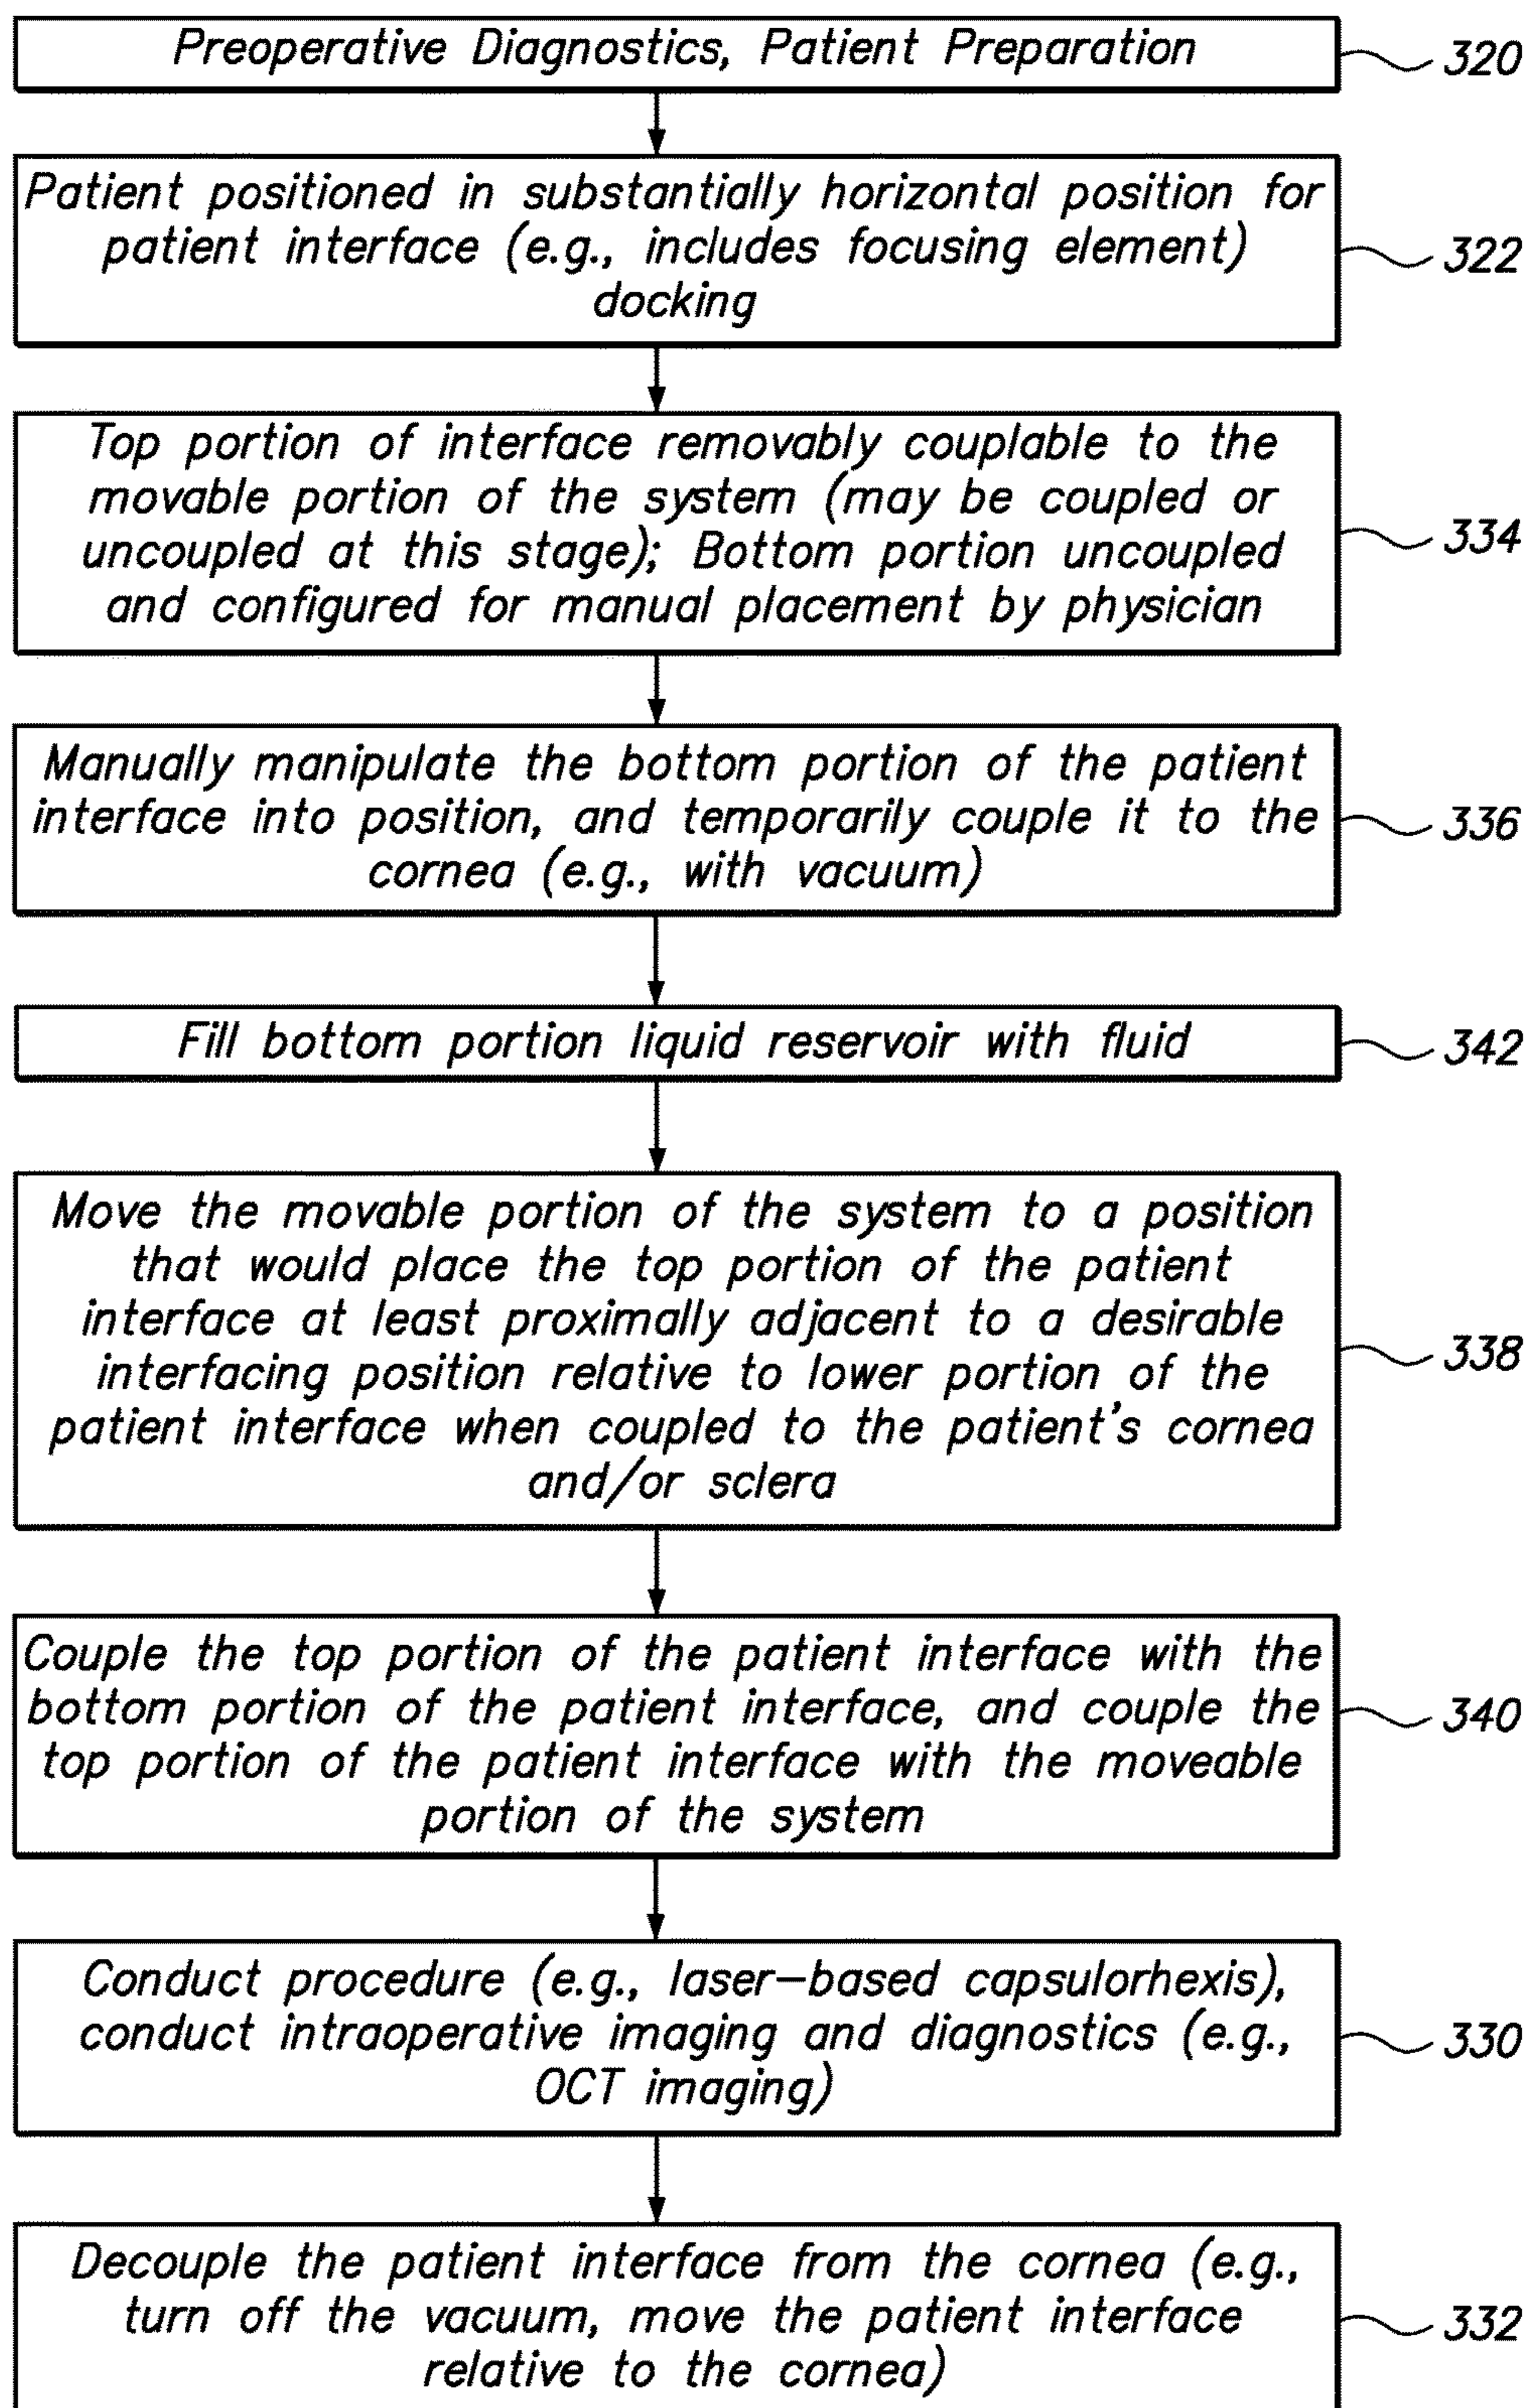 Preoperative Diagnostics, Patient Preparation
320
Patient positioned in substantially horizontal position for
patient interface (e.g., includes focusing element)
docking
322
Top portion of interface removably couplable to the
movable portion of the system (may be coupled or
uncoupled at this stage); Bottom portion uncoupled
and configured for manual placement by physician
334
Manually manipulate the bottom portion of the patient
interface into position, and temporarily couple it to the
cornea (e.g., with vacuum)
336
Fill bottom portion liquid reservoir with fluid
342
Move the movable portion of the system to a position
that would place the top portion of the patient
interface at least proximally adjacent to a desirable
interfacing position relative to lower portion of the
patient interface when coupled to the patient's cornea
and/or sclera
338
Couple the top portion of the patient interface with the
bottom portion of the patient interface, and couple the
top portion of the patient interface with the moveable
portion of the system
340
Conduct procedure (e.g., laser-based capsulorhexis),
conduct intraoperative imaging and diagnostics (e.g.,
OCT imaging)
330
Decouple the patient interface from the cornea (e.g.,
turn off the vacuum, move the patient interface
relative to the cornea)
332